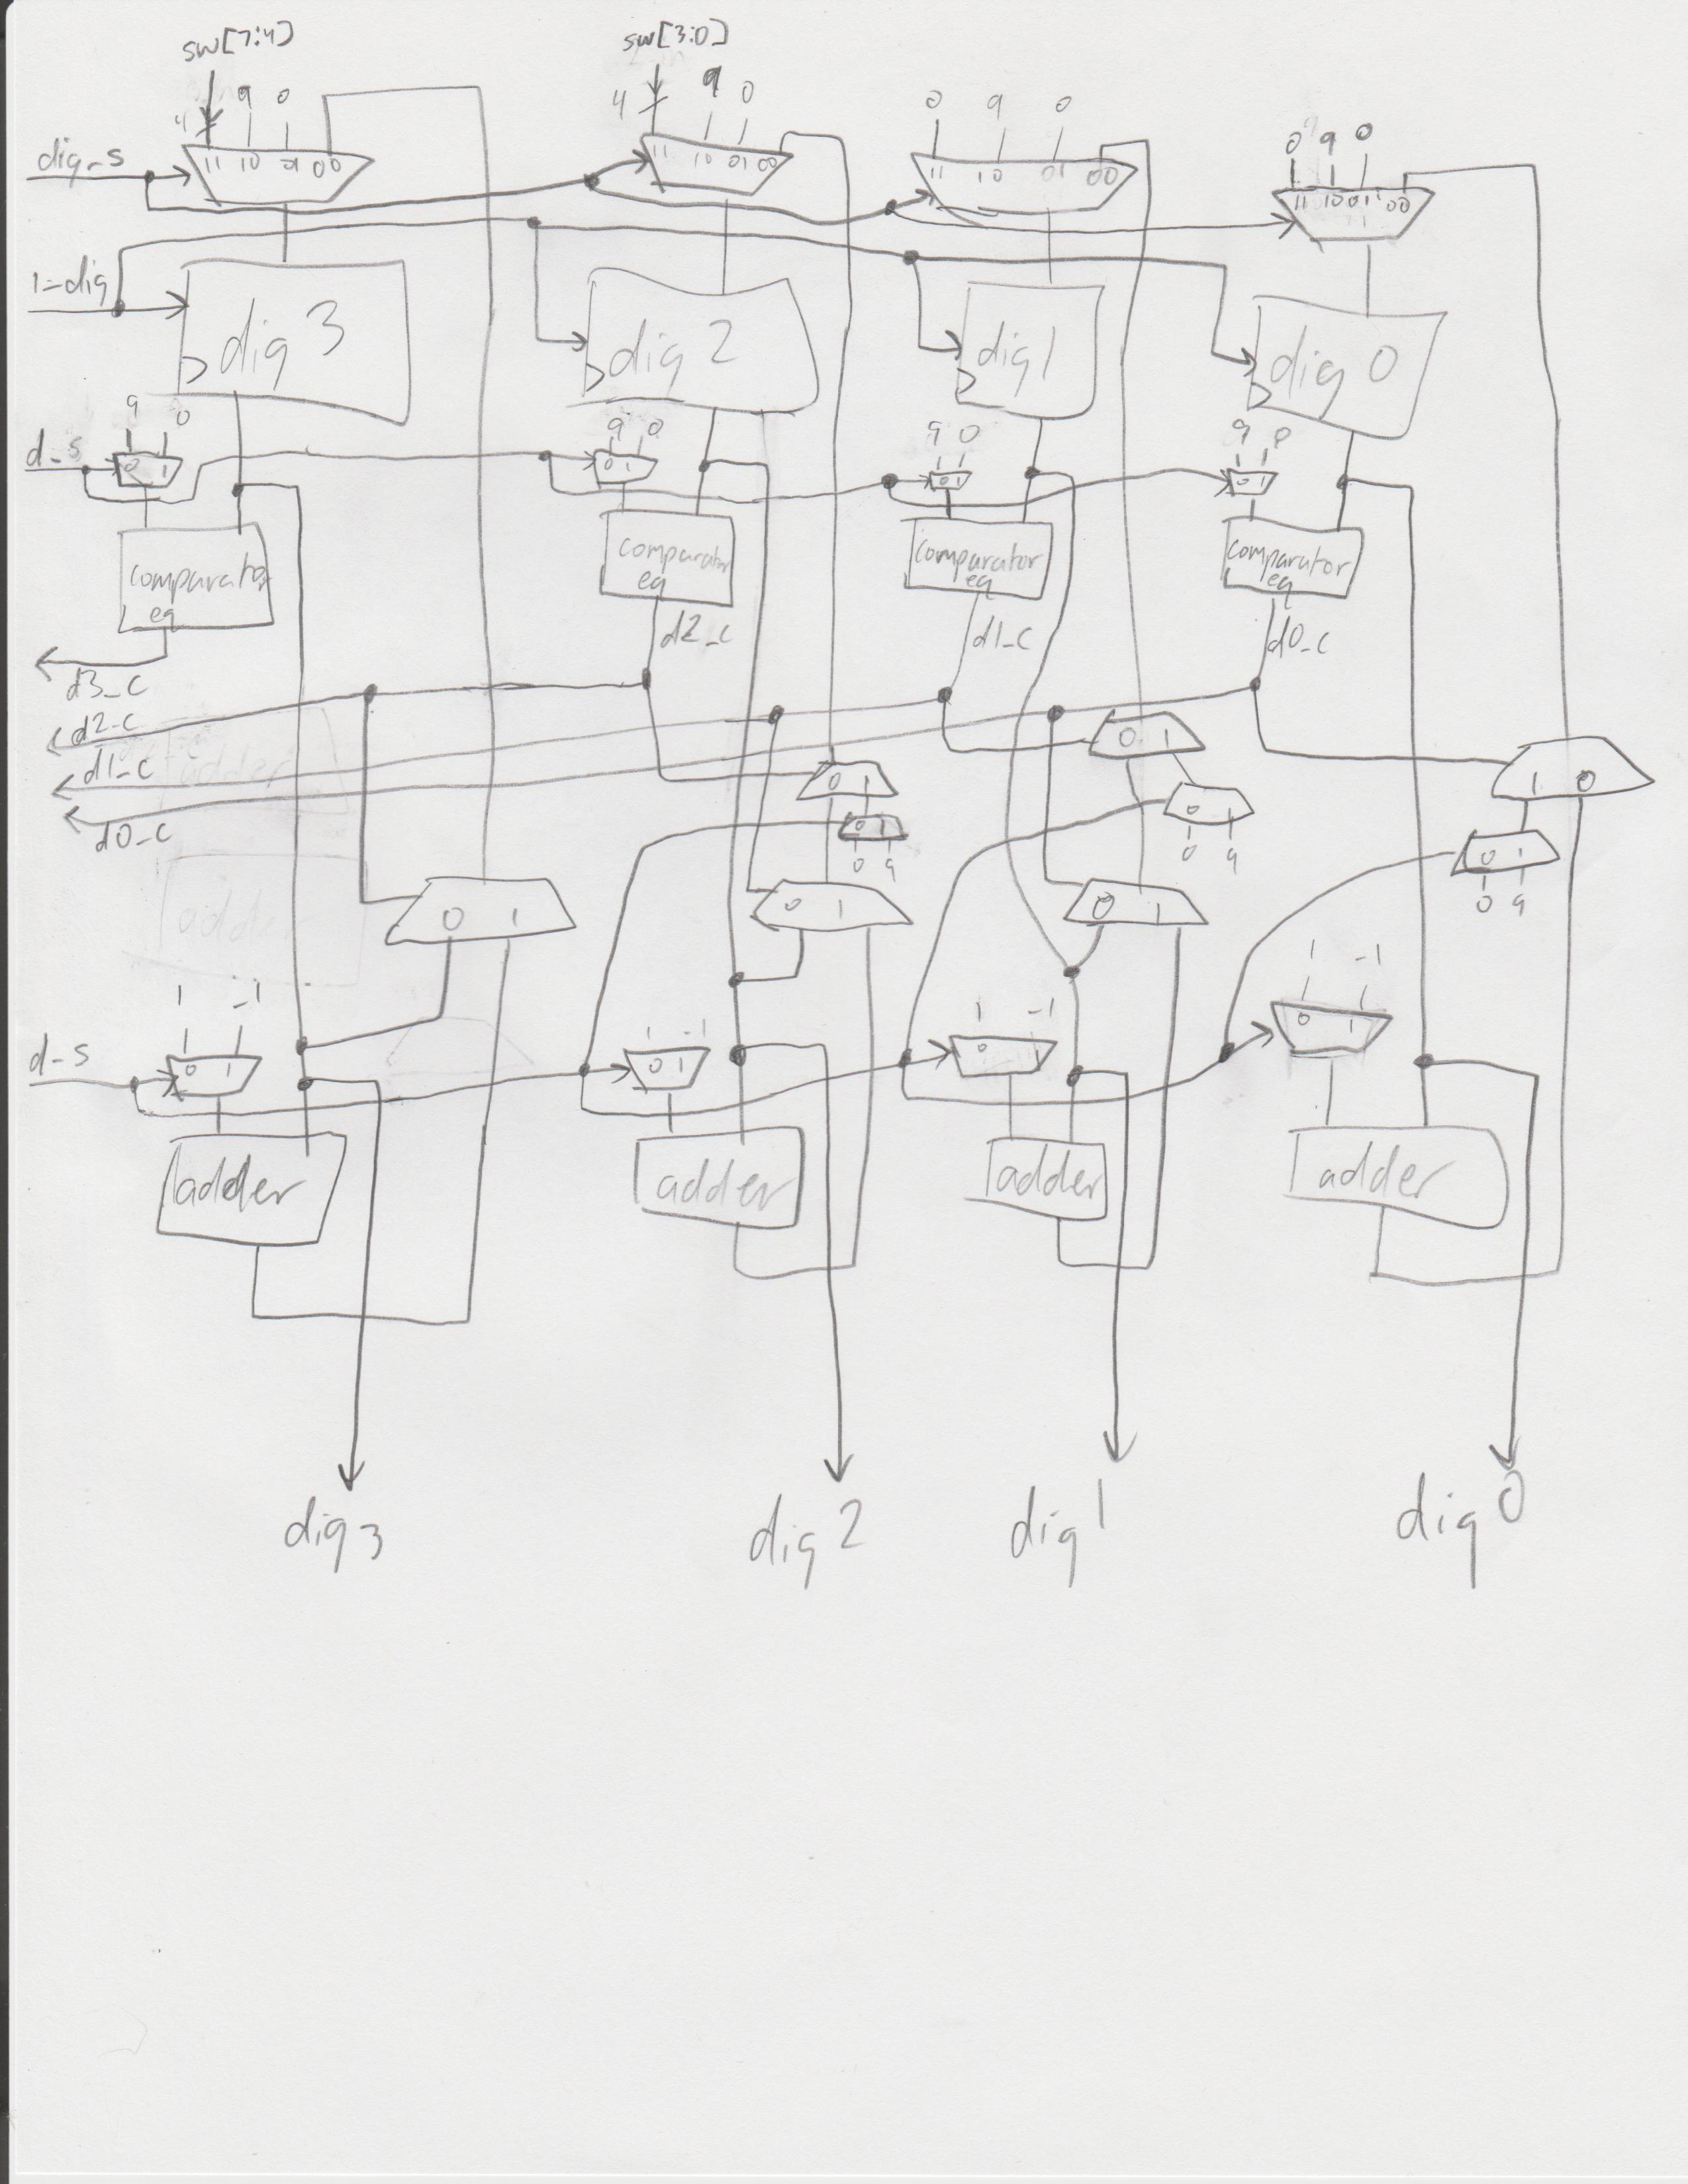 sw[7:4]
sw[3:0]
4 9 0
4 9 0
0 9 0
0 9 0
dig_s
11 10 01 00
11 10 01 00
11 10 01 00
11 10 01 00
l_dig
dig 3
dig 2
dig 1
dig 0
9 0
9 0
9 0
9 0
d_s
0 1
0 1
0 1
0 1
comparator
eq
comparator
eq
comparator
eq
comparator
eq
d2_c
d1_c
d0_c
d3_c
d2_c
d1_c
d0_c
0 1
0 1
1 0
0 1
0 9
0 1
0 9
0 1
0 9
0 1
0 1
0 1
1 -1
1 -1
1 -1
1 -1
d-s
0 1
0 1
0 1
0 1
adder
adder
adder
adder
dig 3
dig 2
dig 1
dig 0